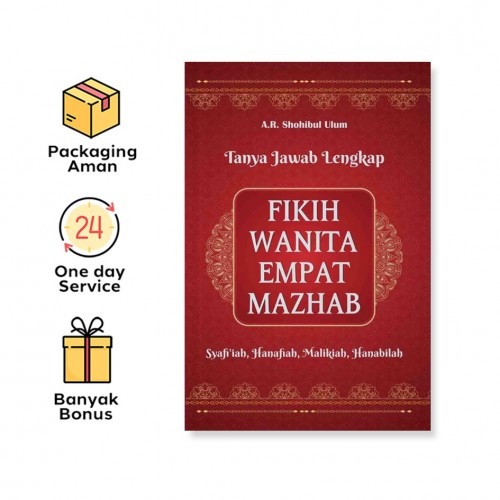 Packaging
Aman
24
One day
Service
Banyak
Bonus
A.R. Shohibul Ulum
Tanya Jawab Lengkap
FIKIH
WANITA
EMPAT
MAZHAB
Syafi'iah, Hanafiah, Malikiah, Hanabilah